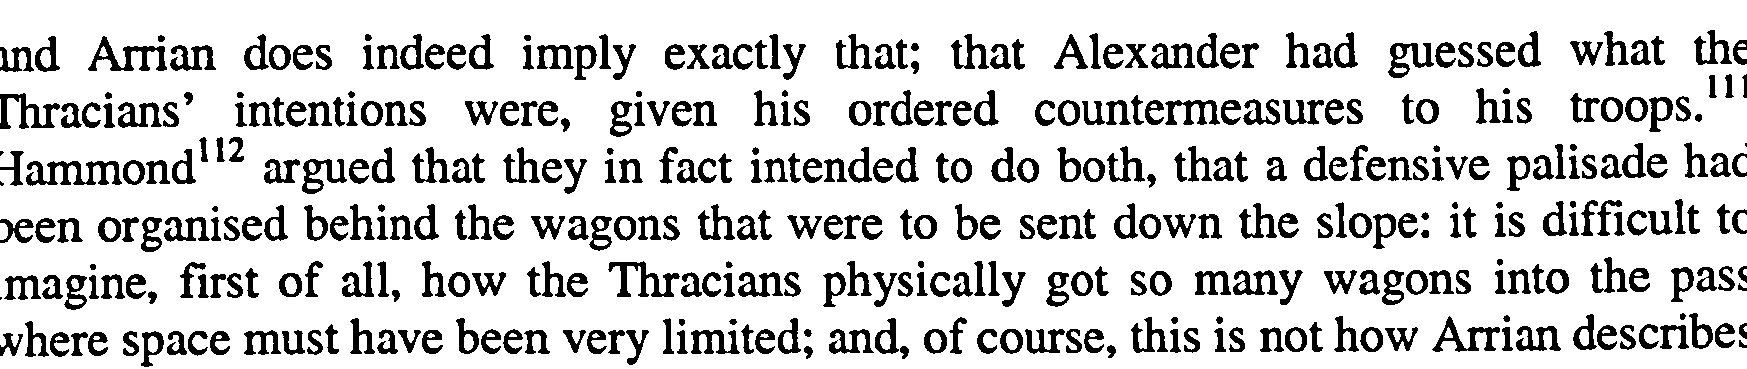 and Arrian does indeed imply exactly that; that Alexander had guessed what the
Thracians’ intentions were, given his ordered countermeasures to his troops.¹¹¹
Hammond¹¹² argued that they in fact intended to do both, that a defensive palisade had
been organised behind the wagons that were to be sent down the slope: it is difficult to
imagine, first of all, how the Thracians physically got so many wagons into the pass
where space must have been very limited; and, of course, this is not how Arrian describes